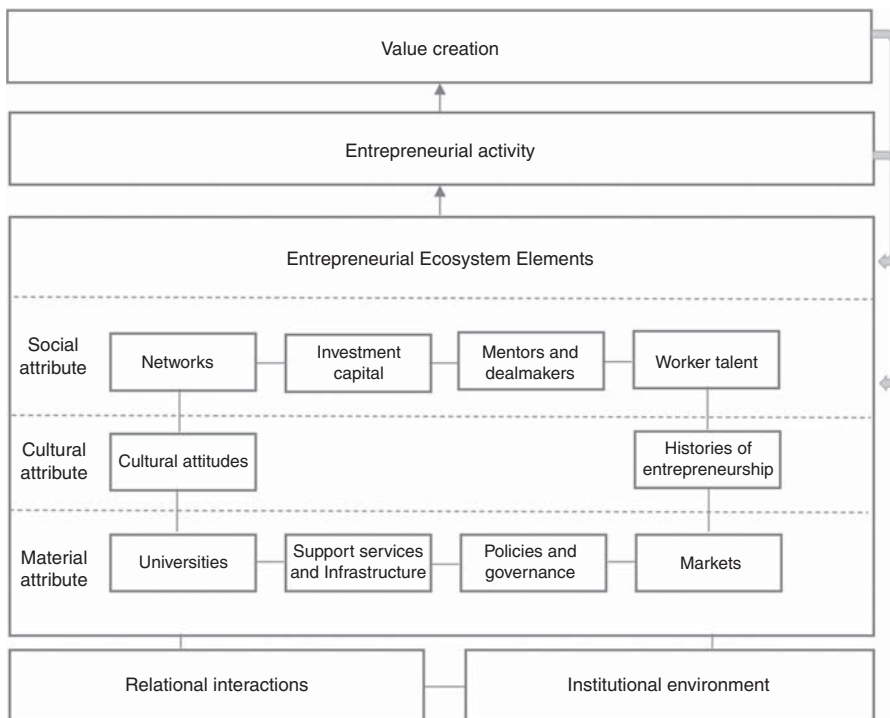 Value creation
Entrepreneurial activity
Entrepreneurial Ecosystem Elements
Social
attribute
Networks
Investment
capital
Mentors and
dealmakers
Worker talent
Cultural
attribute
Cultural attitudes
Histories of
entrepreneurship
Material
attribute
Universities
Support services
and Infrastructure
Policies and
governance
Markets
Relational interactions
Institutional environment